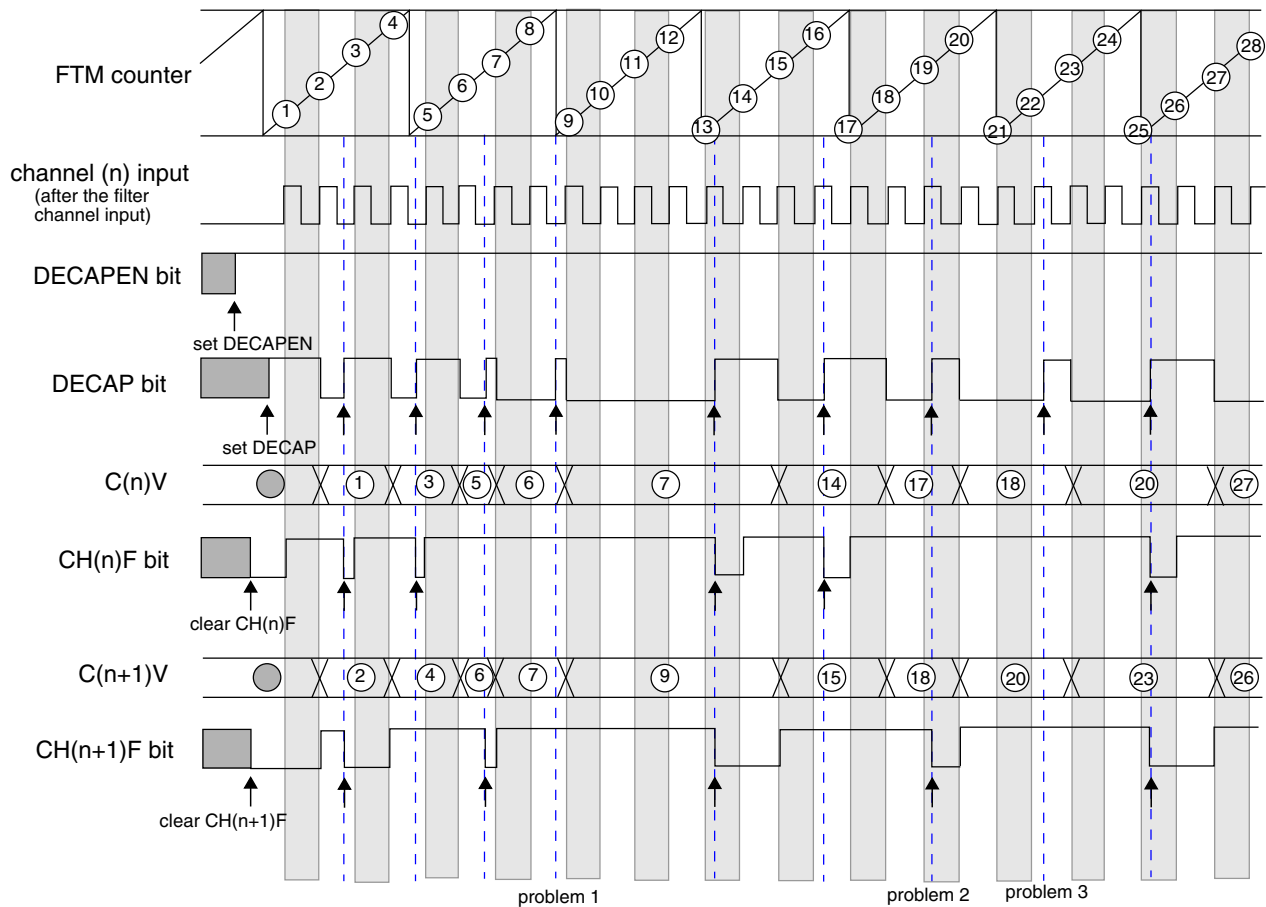 FTM counter
1 2 3 4 5 6 7 8 9 10 11 12 13 14 15 16 17 18 19 20 21 22 23 24 25 26 27 28
channel (n) input
(after the filter
channel input)
DECAPEN bit
set DECAPEN
DECAP bit
set DECAP
C(n)V
1 3 5 6 7 14 17 18 20 27
CH(n)F bit
clear CH(n)F
C(n+1)V
2 4 6 7 9 15 18 20 23 26
CH(n+1)F bit
clear CH(n+1)F
problem 1 problem 2 problem 3